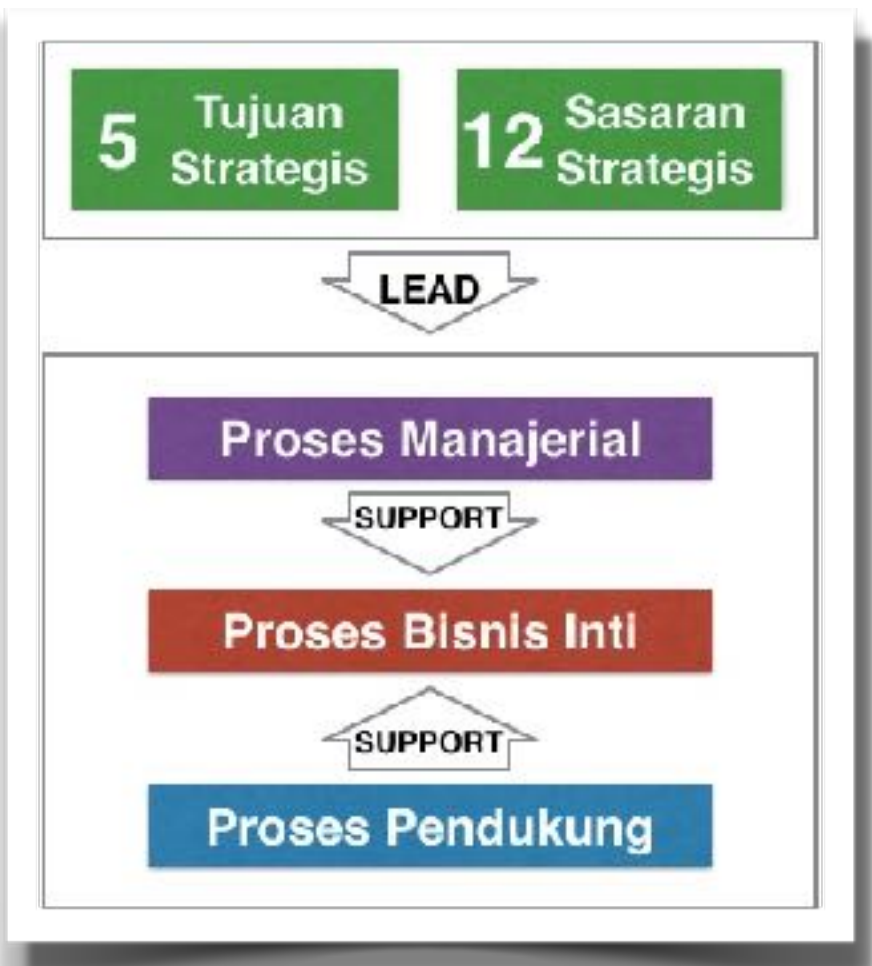 5 Tujuan
Strategis
12 Sasaran
Strategis
LEAD
Proses Manajerial
SUPPORT
Proses Bisnis Inti
SUPPORT
Proses Pendukung